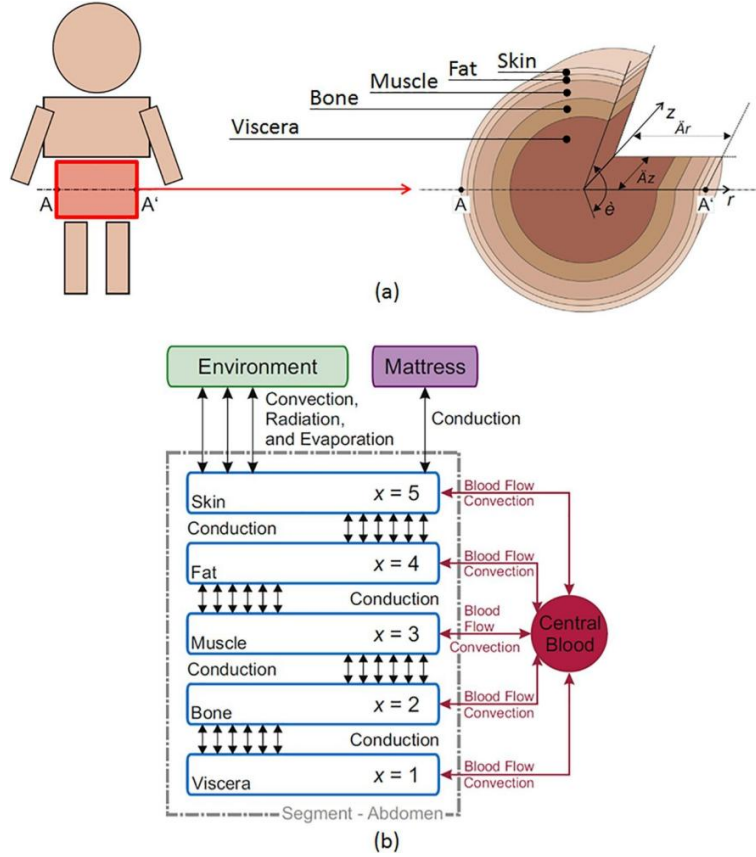 Skin
Fat
Muscle
Bone
Viscera
z
Är
Äz
A
A'
A
A'
r
è
(a)
Environment
Mattress
Convection,
Radiation,
and Evaporation
Conduction
Skin
x = 5
Blood Flow
Convection
Conduction
Fat
x = 4
Blood Flow
Convection
Conduction
Muscle
x = 3
Blood
Flow
Convection
Central
Blood
Conduction
Bone
x = 2
Blood Flow
Convection
Conduction
Viscera
x = 1
Blood Flow
Convection
Segment - Abdomen
(b)